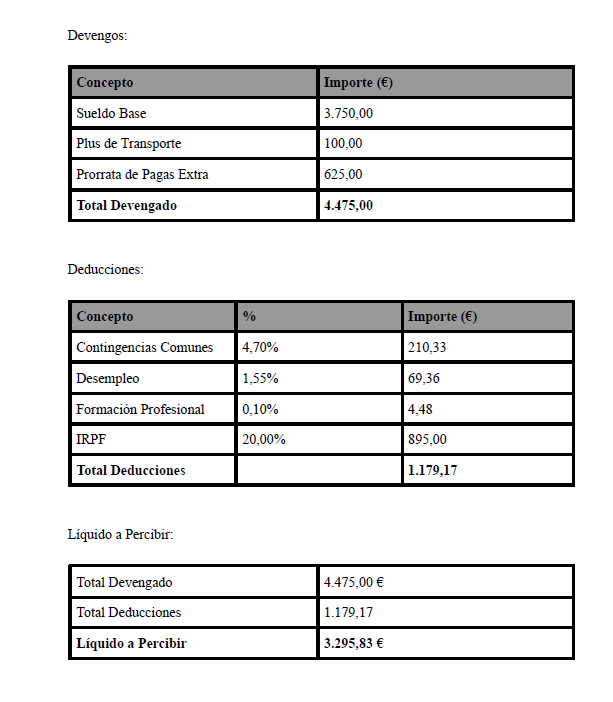 Devengos:
Concepto Importe (€)
Sueldo Base 3.750,00
Plus de Transporte 100,00
Prorrata de Pagas Extra 625,00
Total Devengado 4.475,00
Deducciones:
Concepto % Importe (€)
Contingencias Comunes 4,70% 210,33
Desempleo 1,55% 69,36
Formación Profesional 0,10% 4,48
IRPF 20,00% 895,00
Total Deducciones 1.179,17
Líquido a Percibir:
Total Devengado 4.475,00 €
Total Deducciones 1.179,17
Líquido a Percibir 3.295,83 €